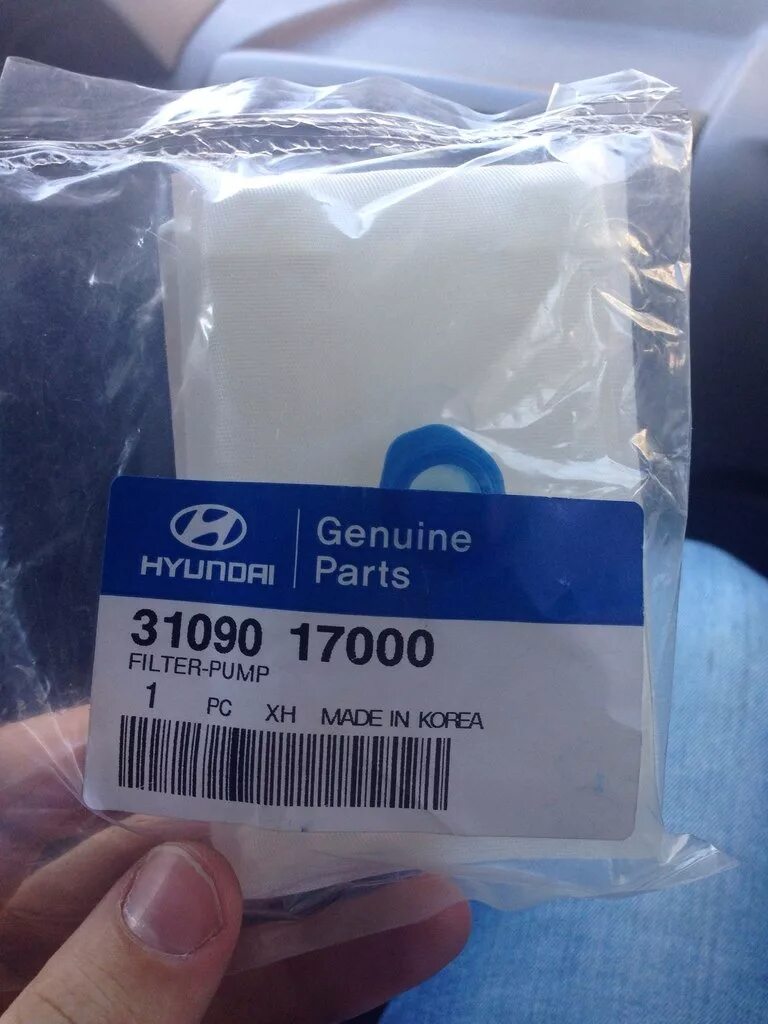 HYUNDAI
Genuine
Parts
31090 17000
FILTER-PUMP
1 PC XH MADE IN KOREA